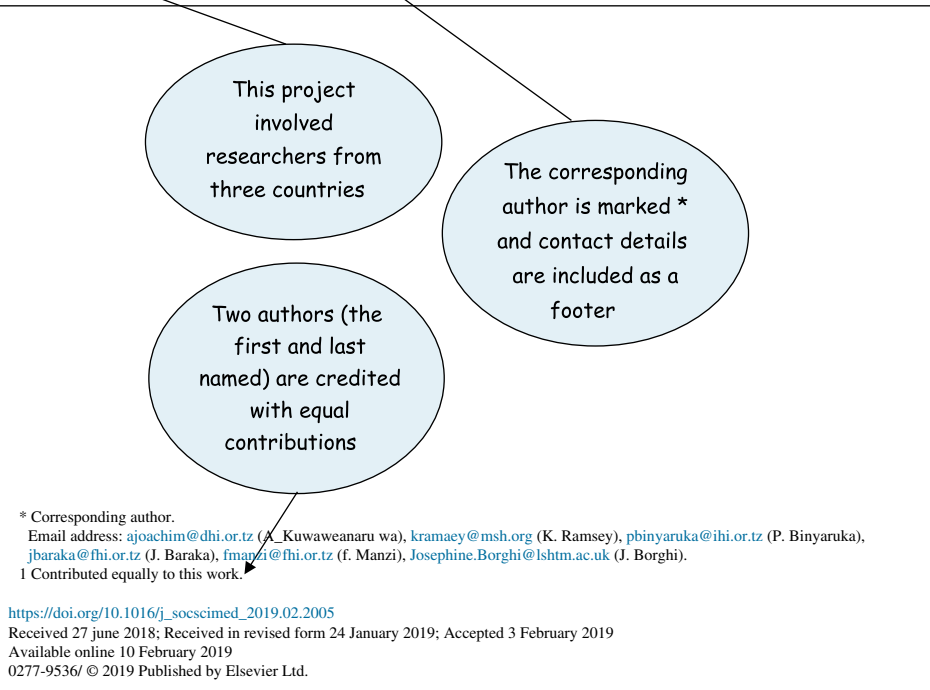 This project
involved
researchers from
three countries
The corresponding
author is marked *
and contact details
are included as a
footer
Two authors (the
first and last
named) are credited
with equal
contributions
* Corresponding author.
Email address: ajoachim@dhi.or.tz (A_Kuwaweanaru wa), kramaey@msh.org (K. Ramsey), pbinyaruka@ihi.or.tz (P. Binyaruka),
jbaraka@fhi.or.tz (J. Baraka), fmanzi@fhi.or.tz (f. Manzi), Josephine.Borghi@lshtm.ac.uk (J. Borghi).
1 Contributed equally to this work.
https://doi.org/10.1016/j_socscimed_2019.02.2005
Received 27 june 2018; Received in revised form 24 January 2019; Accepted 3 February 2019
Available online 10 February 2019
0277-9536/ © 2019 Published by Elsevier Ltd.